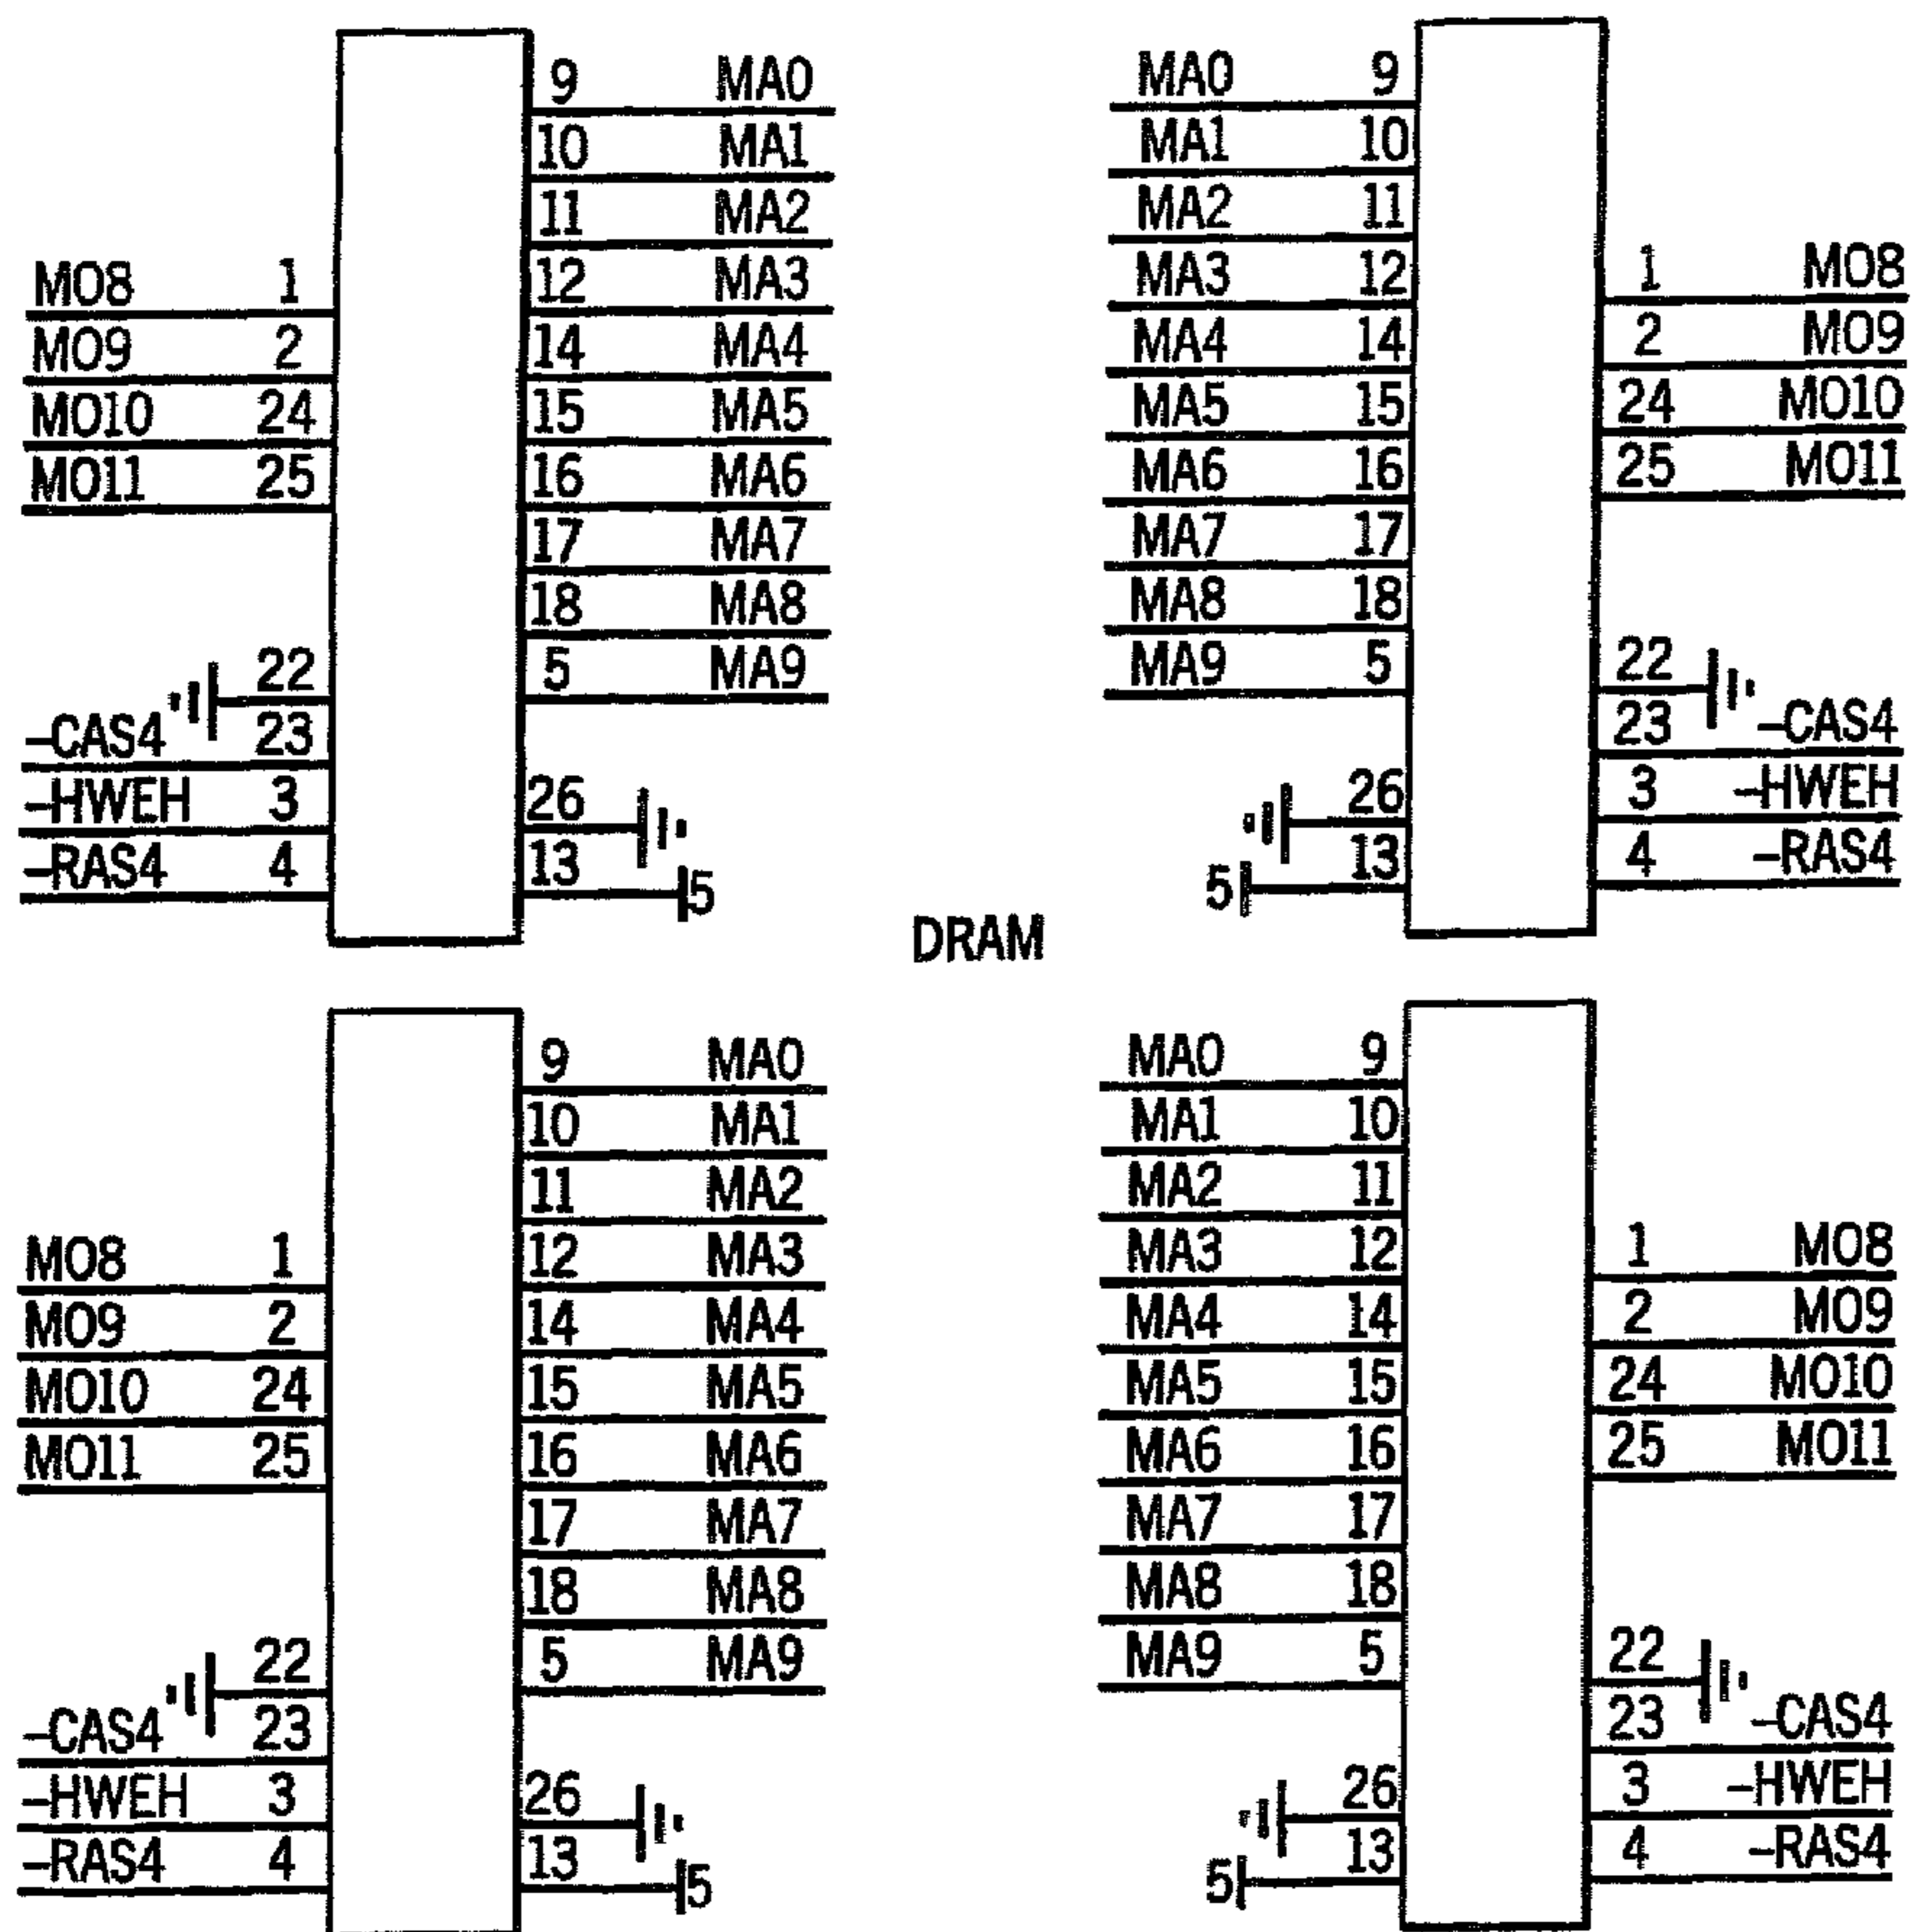 9 MA0
10 MA1
11 MA2
MO8 1 12 MA3
MO9 2 14 MA4
MO10 24 15 MA5
MO11 25 16 MA6
17 MA7
18 MA8
22 5 MA9
-CAS4 23
-HWEH 3 26
-RAS4 4 13 5
MA0 9
MA1 10
MA2 11
MA3 12 1 MO8
MA4 14 2 MO9
MA5 15 24 MO10
MA6 16 25 MO11
MA7 17
MA8 18
MA9 5 22
23 -CAS4
26 3 -HWEH
5 13 4 -RAS4
DRAM
9 MA0
10 MA1
11 MA2
MO8 1 12 MA3
MO9 2 14 MA4
MO10 24 15 MA5
MO11 25 16 MA6
17 MA7
18 MA8
22 5 MA9
-CAS4 23
-HWEH 3 26
-RAS4 4 13 5
MA0 9
MA1 10
MA2 11
MA3 12 1 MO8
MA4 14 2 MO9
MA5 15 24 MO10
MA6 16 25 MO11
MA7 17
MA8 18
MA9 5 22
23 -CAS4
26 3 -HWEH
5 13 4 -RAS4